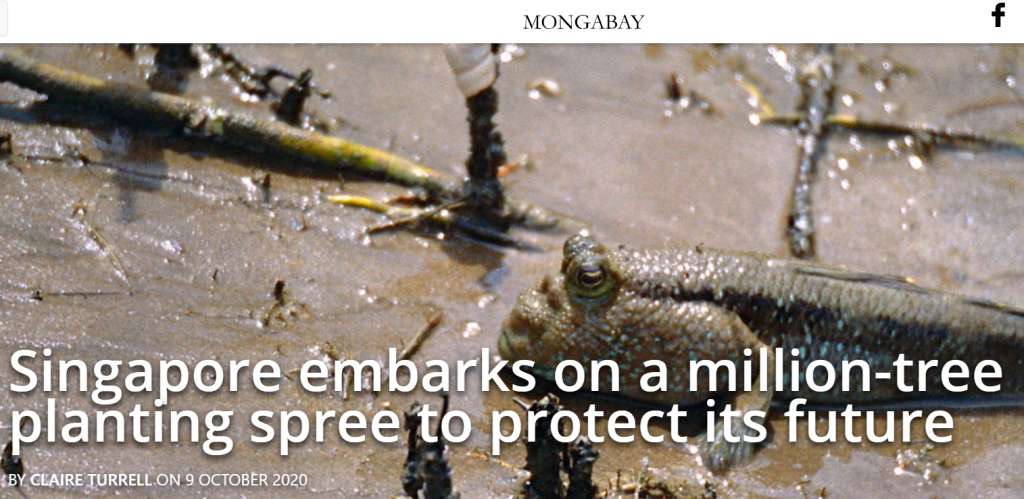 MONGABAY
Singapore embarks on a million-tree
planting spree to protect its future
BY CLAIRE TURRELL ON 9 OCTOBER 2020